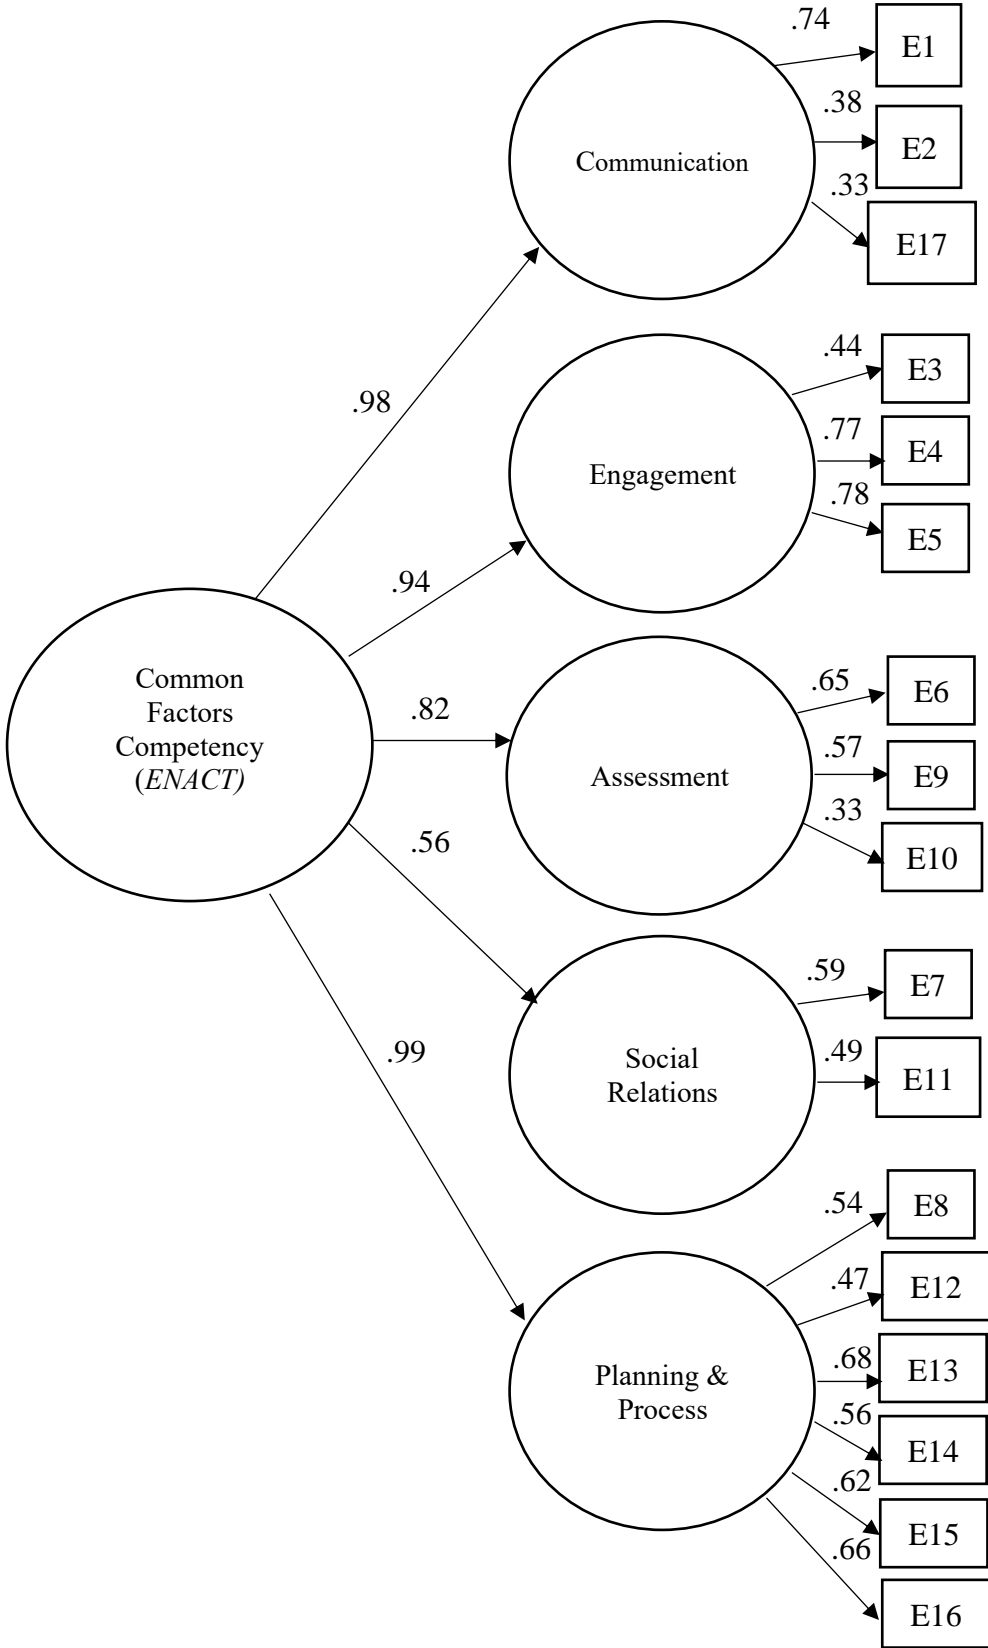 .74
E1
.38
E2
.33
E17
Communication
.98
.44
E3
.77
E4
.78
E5
Engagement
.94
Common
Factors
Competency
(ENACT)
.82
.65
E6
.57
E9
.33
E10
Assessment
.56
.59
E7
.49
E11
Social
Relations
.99
.54
E8
.47
E12
.68
E13
.56
E14
.62
E15
.66
E16
Planning &
Process